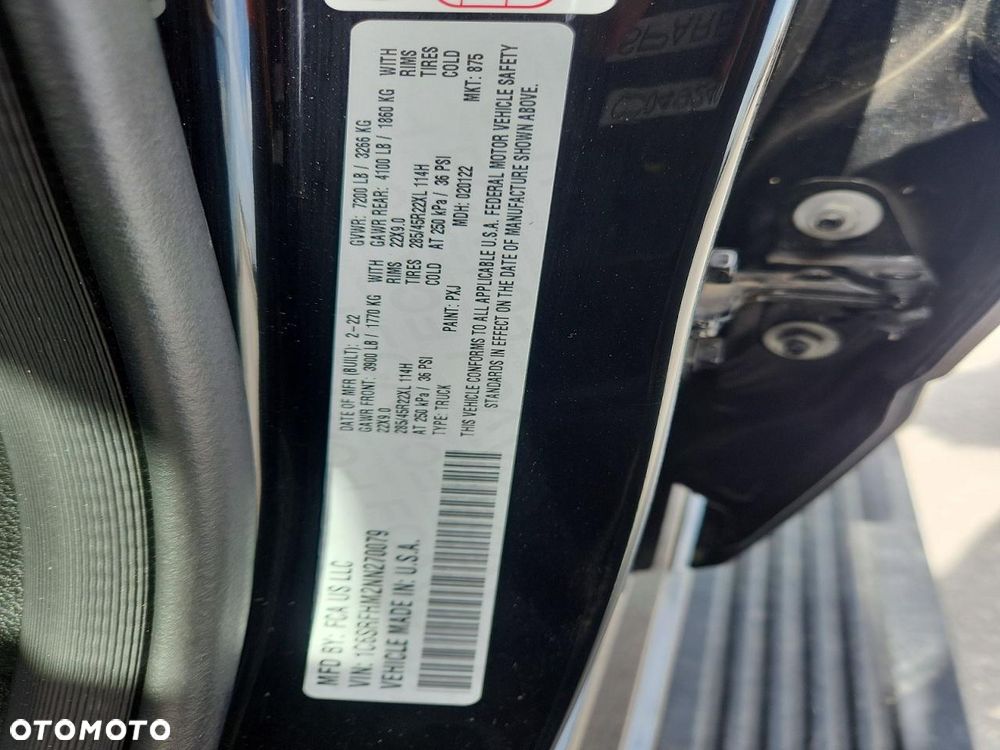 MFD BY: FCA US LLC
VIN: 1C6SRFHM2NN270079
VEHICLE MADE IN: U.S.A.
DATE OF MFR (BUILT): 2-22
GAWR FRONT: 3900 LB / 1770 KG WITH
22X9.0 RIMS
285/45R22XL 114H TIRES
AT 250 kPa / 36 PSI COLD
TYPE: TRUCK PAINT: PXJ
GVWR: 7200 LB / 3266 KG
GAWR REAR: 4100 LB / 1860 KG WITH
22X9.0 RIMS
285/45R22XL 114H TIRES
AT 250 kPa / 36 PSI COLD
MDH: 020122 MKT: 875
THIS VEHICLE CONFORMS TO ALL APPLICABLE U.S.A. FEDERAL MOTOR VEHICLE SAFETY
STANDARDS IN EFFECT ON THE DATE OF MANUFACTURE SHOWN ABOVE.
SPARE
OTOMOTO